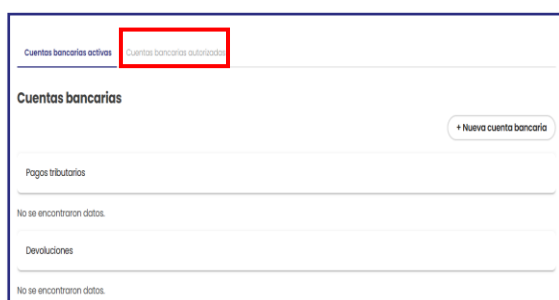 Cuentas bancarias activas Cuentas bancarias autorizadas
Cuentas bancarias
+ Nueva cuenta bancaria
Pagos tributarios
No se encontraron datos.
Devoluciones
No se encontraron datos.